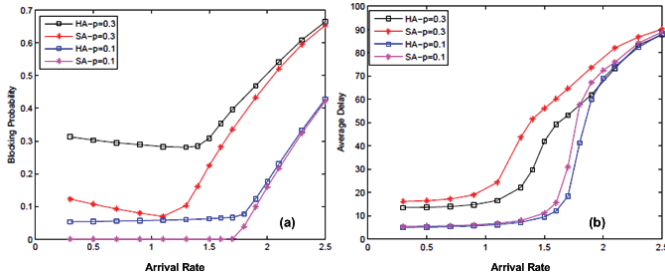 0.7
0.6
0.5
0.4
0.3
0.2
0.1
0
HA-p=0.3
SA-p=0.3
HA-p=0.1
SA-p=0.1
Blocking Probability
(a)
0 0.5 1 1.5 2 2.5
Arrival Rate
100
90
80
70
60
50
40
30
20
10
0
HA-p=0.3
SA-p=0.3
HA-p=0.1
SA-p=0.1
Average Delay
(b)
0 0.5 1 1.5 2 2.5
Arrival Rate